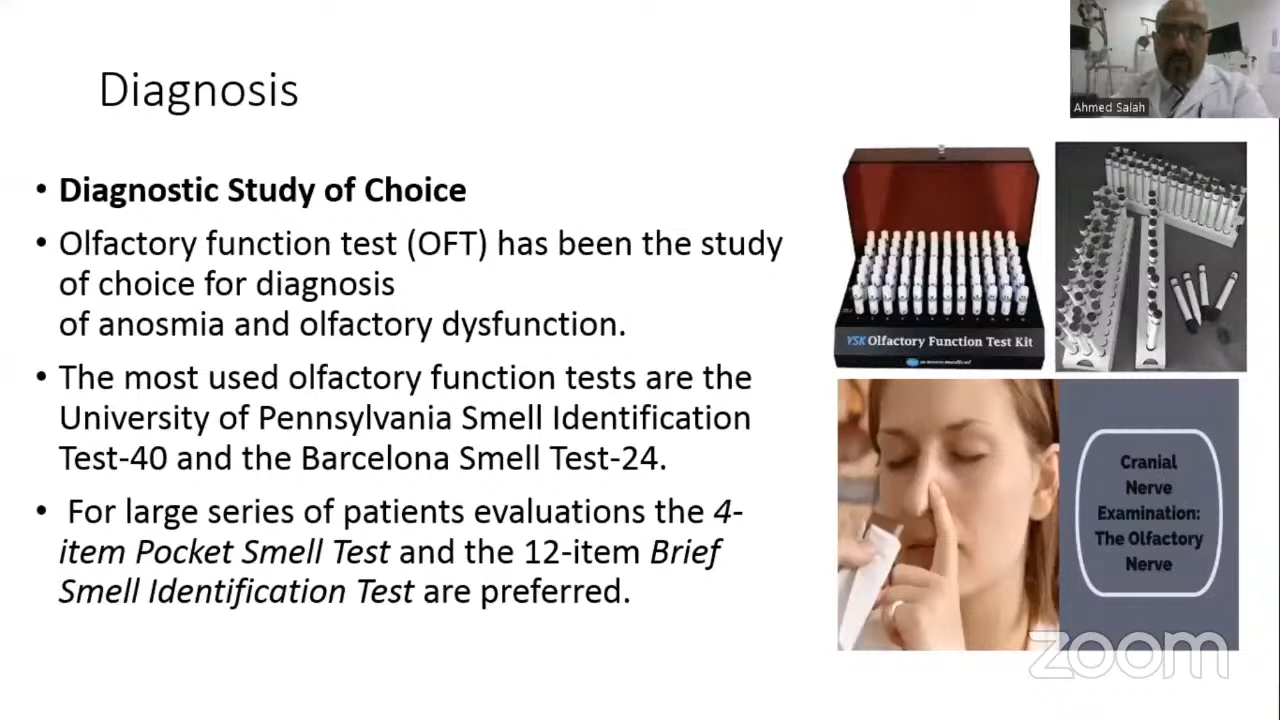 Diagnosis
Ahmed Salah
• Diagnostic Study of Choice
• Olfactory function test (OFT) has been the study
of choice for diagnosis
of anosmia and olfactory dysfunction.
• The most used olfactory function tests are the
University of Pennsylvania Smell Identification
Test-40 and the Barcelona Smell Test-24.
• For large series of patients evaluations the 4-
item Pocket Smell Test and the 12-item Brief
Smell Identification Test are preferred.
YSK Olfactory Function Test Kit
Cranial
Nerve
Examination:
The Olfactory
Nerve
zoom